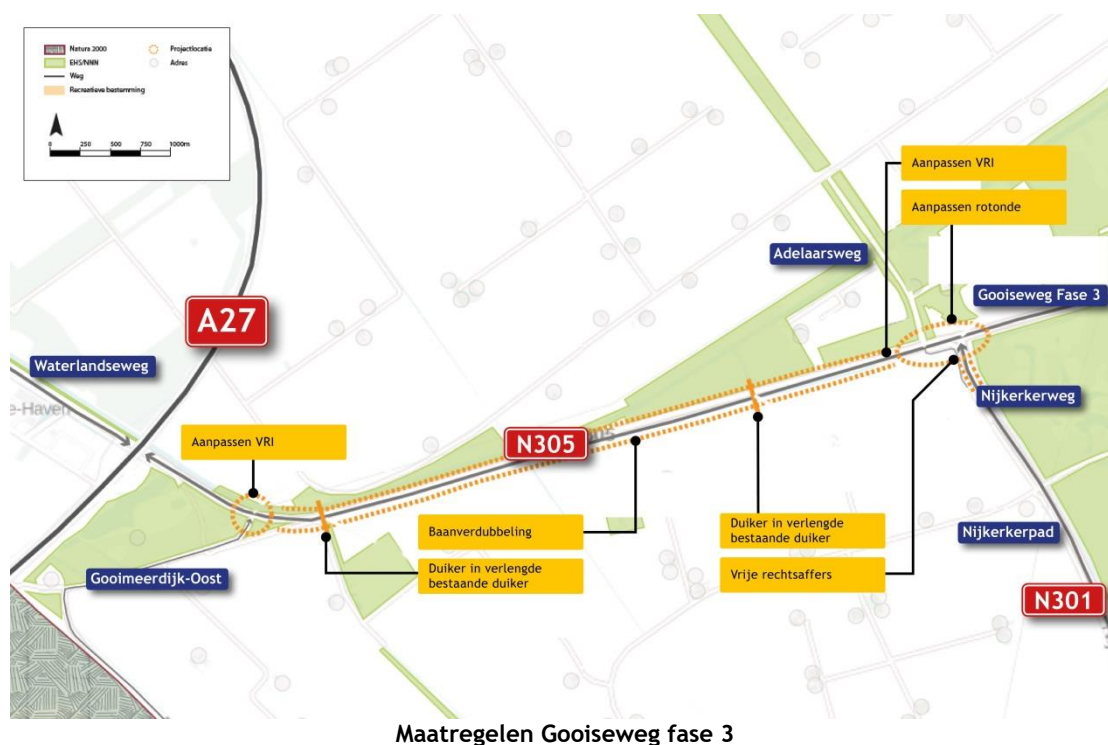 Natura 2000
EHS/NNN
Weg
Recreatieve bestemming
Projectlocatie
Adres
0 250 500 750 1000m
Aanpassen VRI
Aanpassen rotonde
Adelaarsweg
Gooiseweg Fase 3
A27
Waterlandseweg
e-Haven
Nijkerkerweg
Aanpassen VRI
N305
Baanverdubbeling
Duiker in verlengde
bestaande duiker
Duiker in verlengde
bestaande duiker
Vrije rechtsaffers
Nijkerkerpad
Gooimeerdijk-Oost
N301
Maatregelen Gooiseweg fase 3